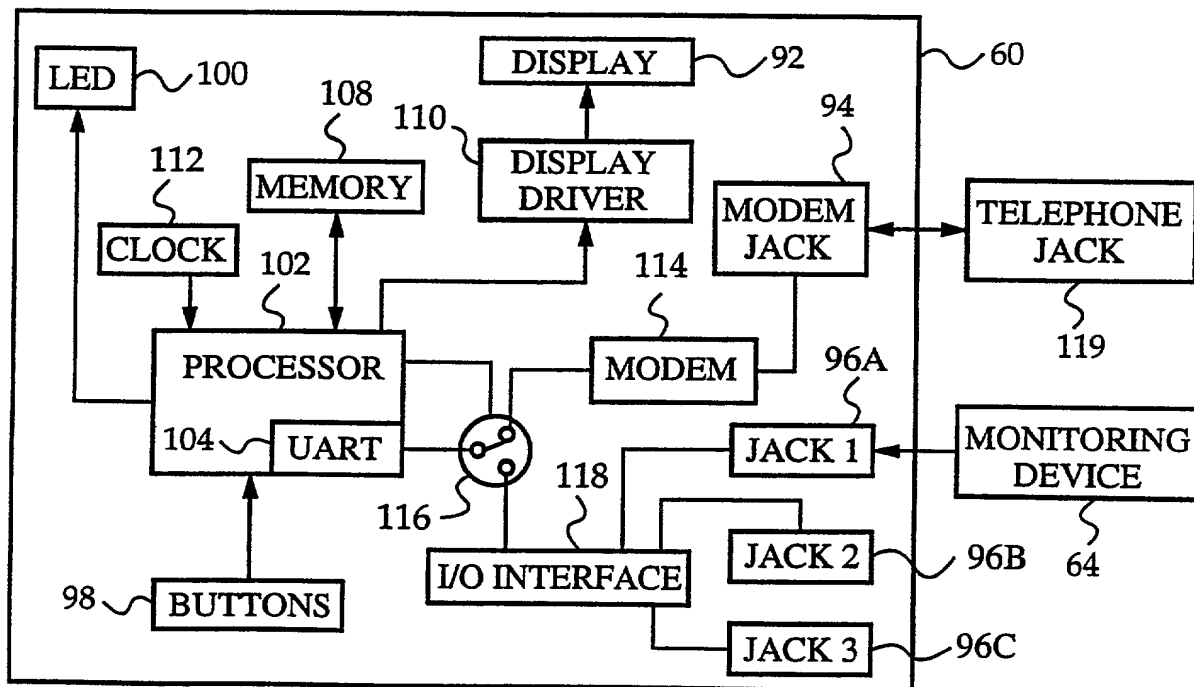 LED
100
DISPLAY
92
60
108
110
94
112
MEMORY
DISPLAY
DRIVER
MODEM
JACK
TELEPHONE
JACK
CLOCK
102
114
119
PROCESSOR
MODEM
96A
104
UART
JACK 1
MONITORING
DEVICE
116
118
I/O INTERFACE
JACK 2
96B
64
98
BUTTONS
JACK 3
96C